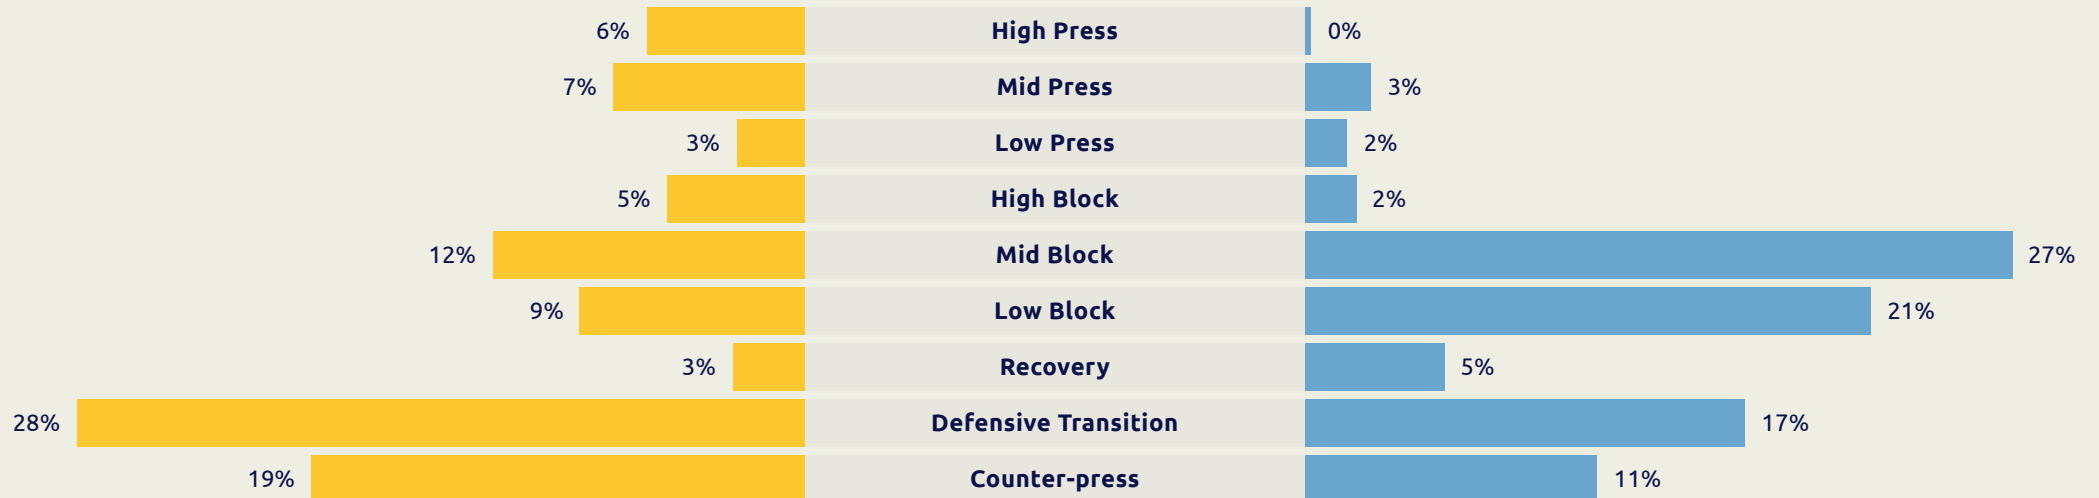 6% High Press 0%
7% Mid Press 3%
3% Low Press 2%
5% High Block 2%
12% Mid Block 27%
9% Low Block 21%
3% Recovery 5%
28% Defensive Transition 17%
19% Counter-press 11%